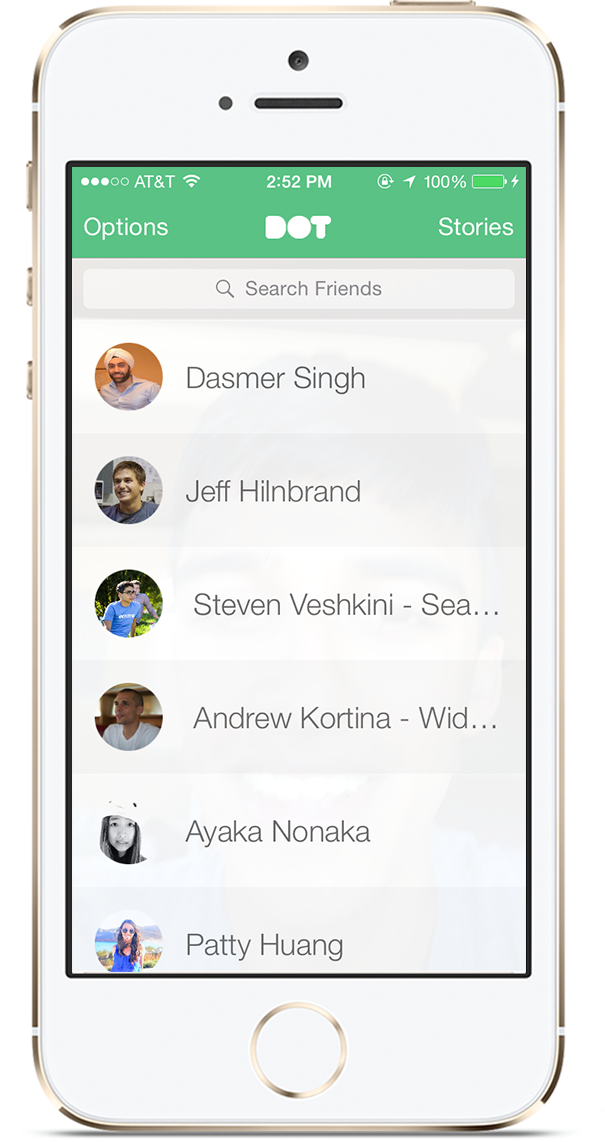 AT&T 2:52 PM 100%
Options DOT Stories
Search Friends
Dasmer Singh
Jeff Hilnbrand
Steven Veshkini - Sea...
Andrew Kortina - Wid...
Ayaka Nonaka
Patty Huang